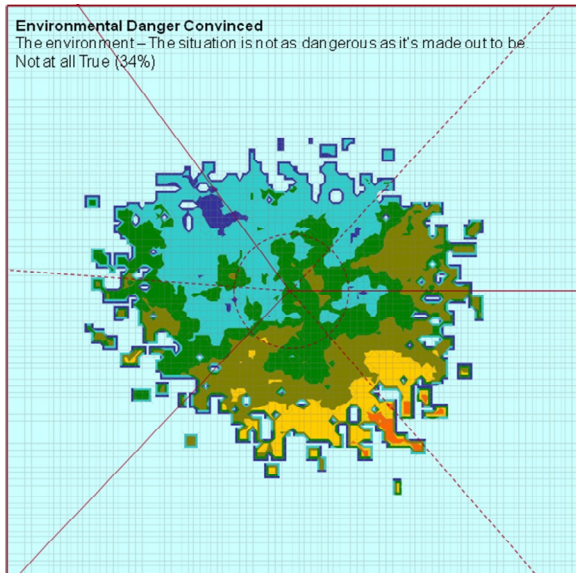 Environmental Danger Convinced
The environment – The situation is not as dangerous as it's made out to be.
Not at all True (34%)